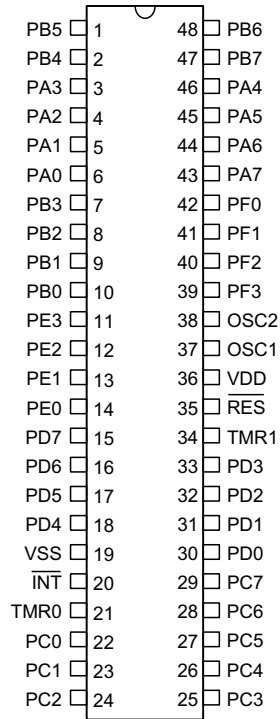 PB5 1 48 PB6
PB4 2 47 PB7
PA3 3 46 PA4
PA2 4 45 PA5
PA1 5 44 PA6
PA0 6 43 PA7
PB3 7 42 PF0
PB2 8 41 PF1
PB1 9 40 PF2
PB0 10 39 PF3
PE3 11 38 OSC2
PE2 12 37 OSC1
PE1 13 36 VDD
PE0 14 35 R̅E̅S̅
PD7 15 34 TMR1
PD6 16 33 PD3
PD5 17 32 PD2
PD4 18 31 PD1
VSS 19 30 PD0
I̅N̅T̅ 20 29 PC7
TMR0 21 28 PC6
PC0 22 27 PC5
PC1 23 26 PC4
PC2 24 25 PC3